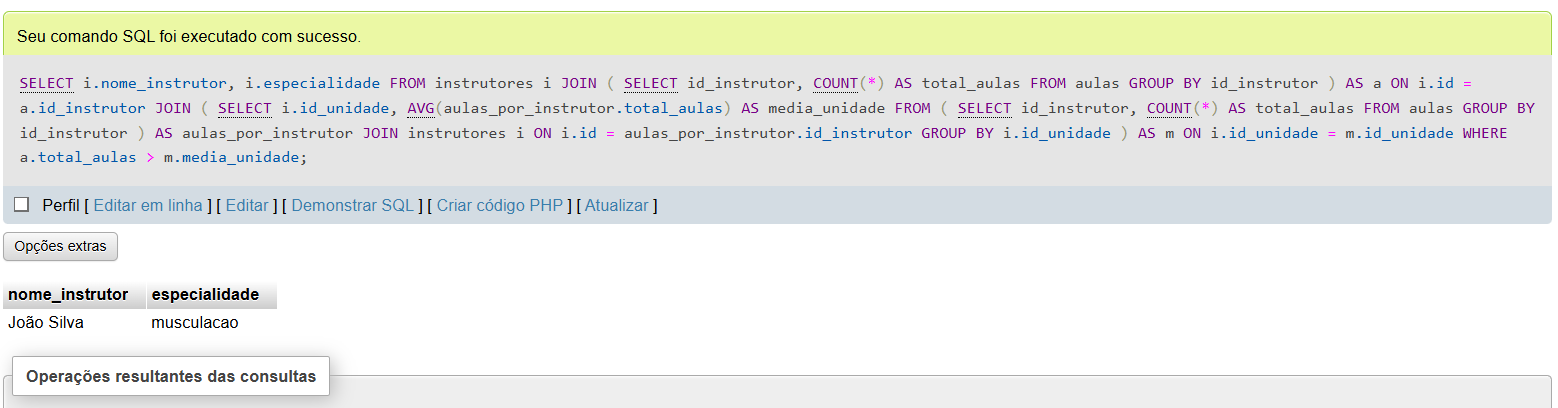 Seu comando SQL foi executado com sucesso.
SELECT i.nome_instrutor, i.especialidade FROM instrutores i JOIN ( SELECT id_instrutor, COUNT(*) AS total_aulas FROM aulas GROUP BY id_instrutor ) AS a ON i.id =
a.id_instrutor JOIN ( SELECT i.id_unidade, AVG(aulas_por_instrutor.total_aulas) AS media_unidade FROM ( SELECT id_instrutor, COUNT(*) AS total_aulas FROM aulas GROUP BY
id_instrutor ) AS aulas_por_instrutor JOIN instrutores i ON i.id = aulas_por_instrutor.id_instrutor GROUP BY i.id_unidade ) AS m ON i.id_unidade = m.id_unidade WHERE
a.total_aulas > m.media_unidade;
Perfil [ Editar em linha ] [ Editar ] [ Demonstrar SQL ] [ Criar código PHP ] [ Atualizar ]
Opções extras
nome_instrutor especialidade
João Silva musculacao
Operações resultantes das consultas